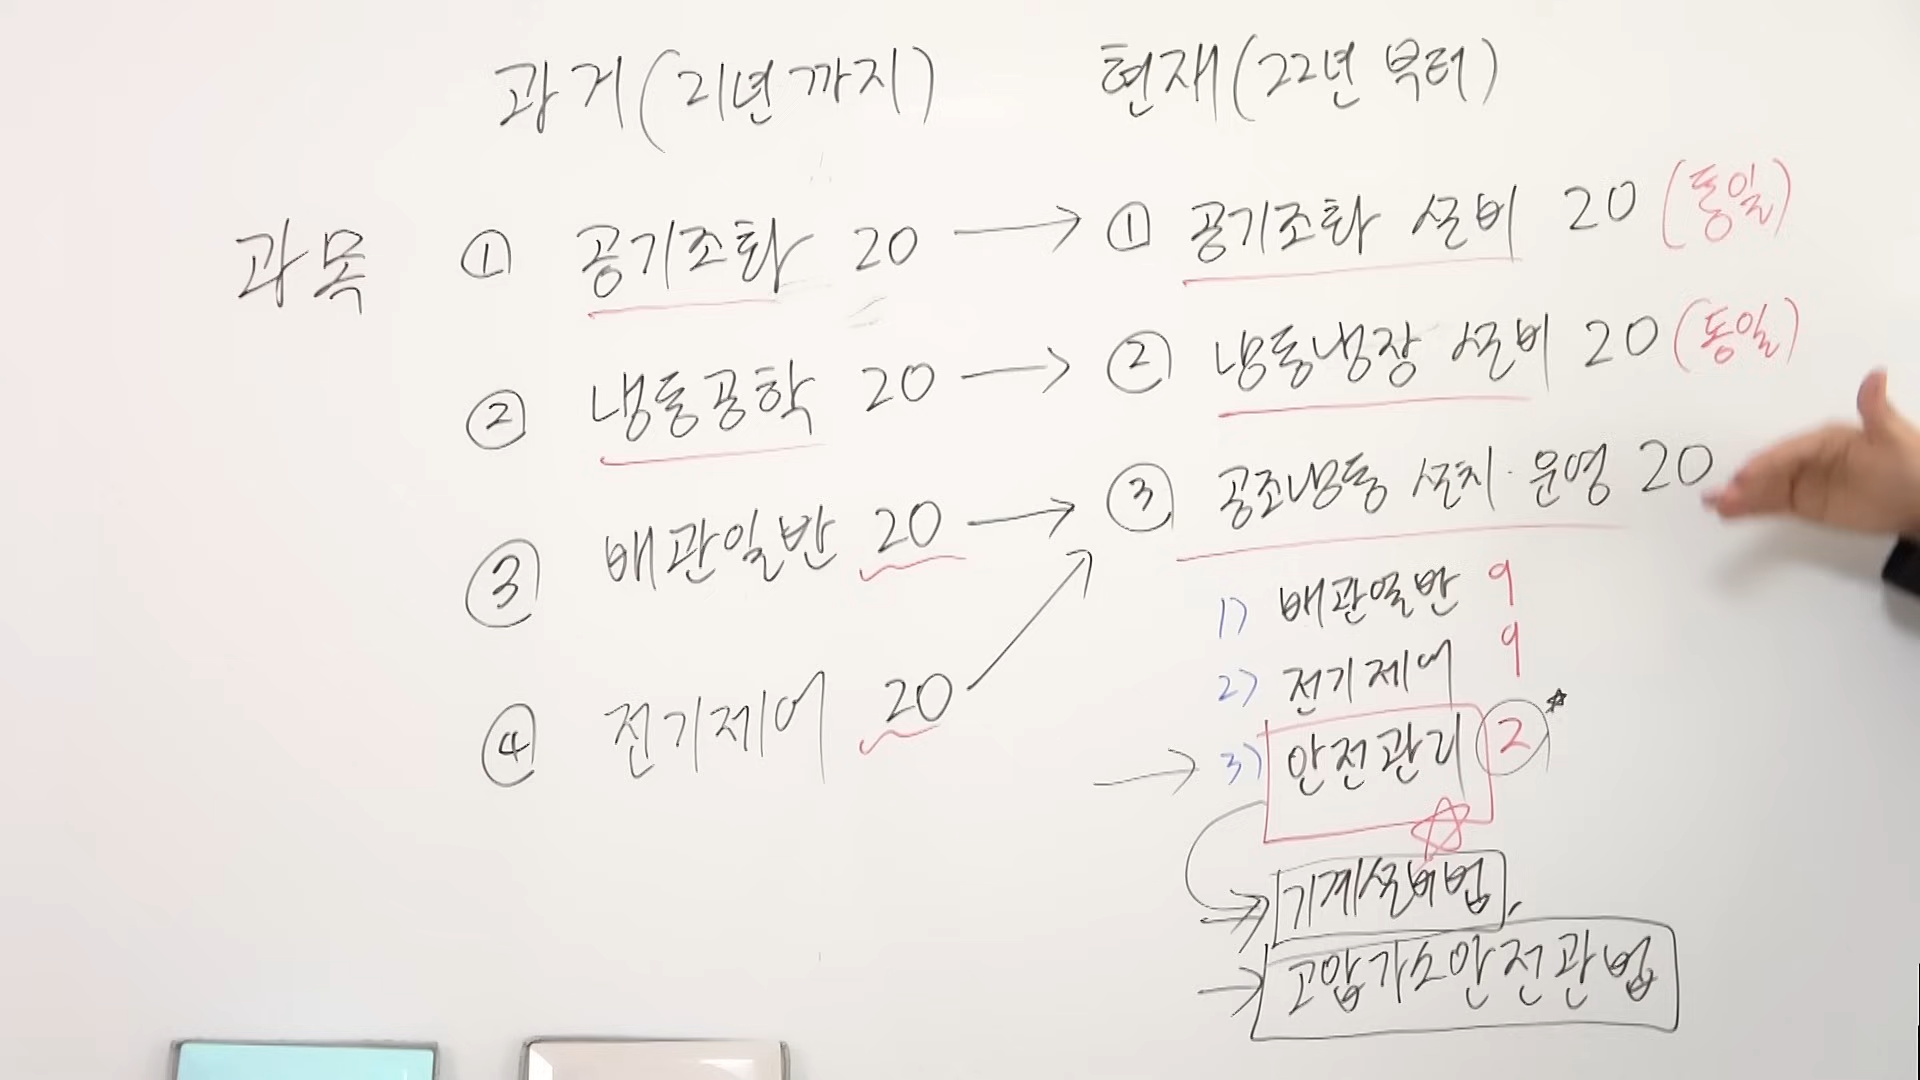 과거(21년까지) 현재(22년부터)
과목 ① 공기조화 20 → ① 공기조화 설비 20 (동일)
② 냉동공학 20 → ② 냉동냉장 설비 20 (동일)
③ 배관일반 20 → ③ 공조냉동 설치·운영 20
1) 배관일반 9
④ 전기제어 20 2) 전기제어 9
→ 3) 안전관리 ②
→ 기계설비법,
→ 고압가스안전관법